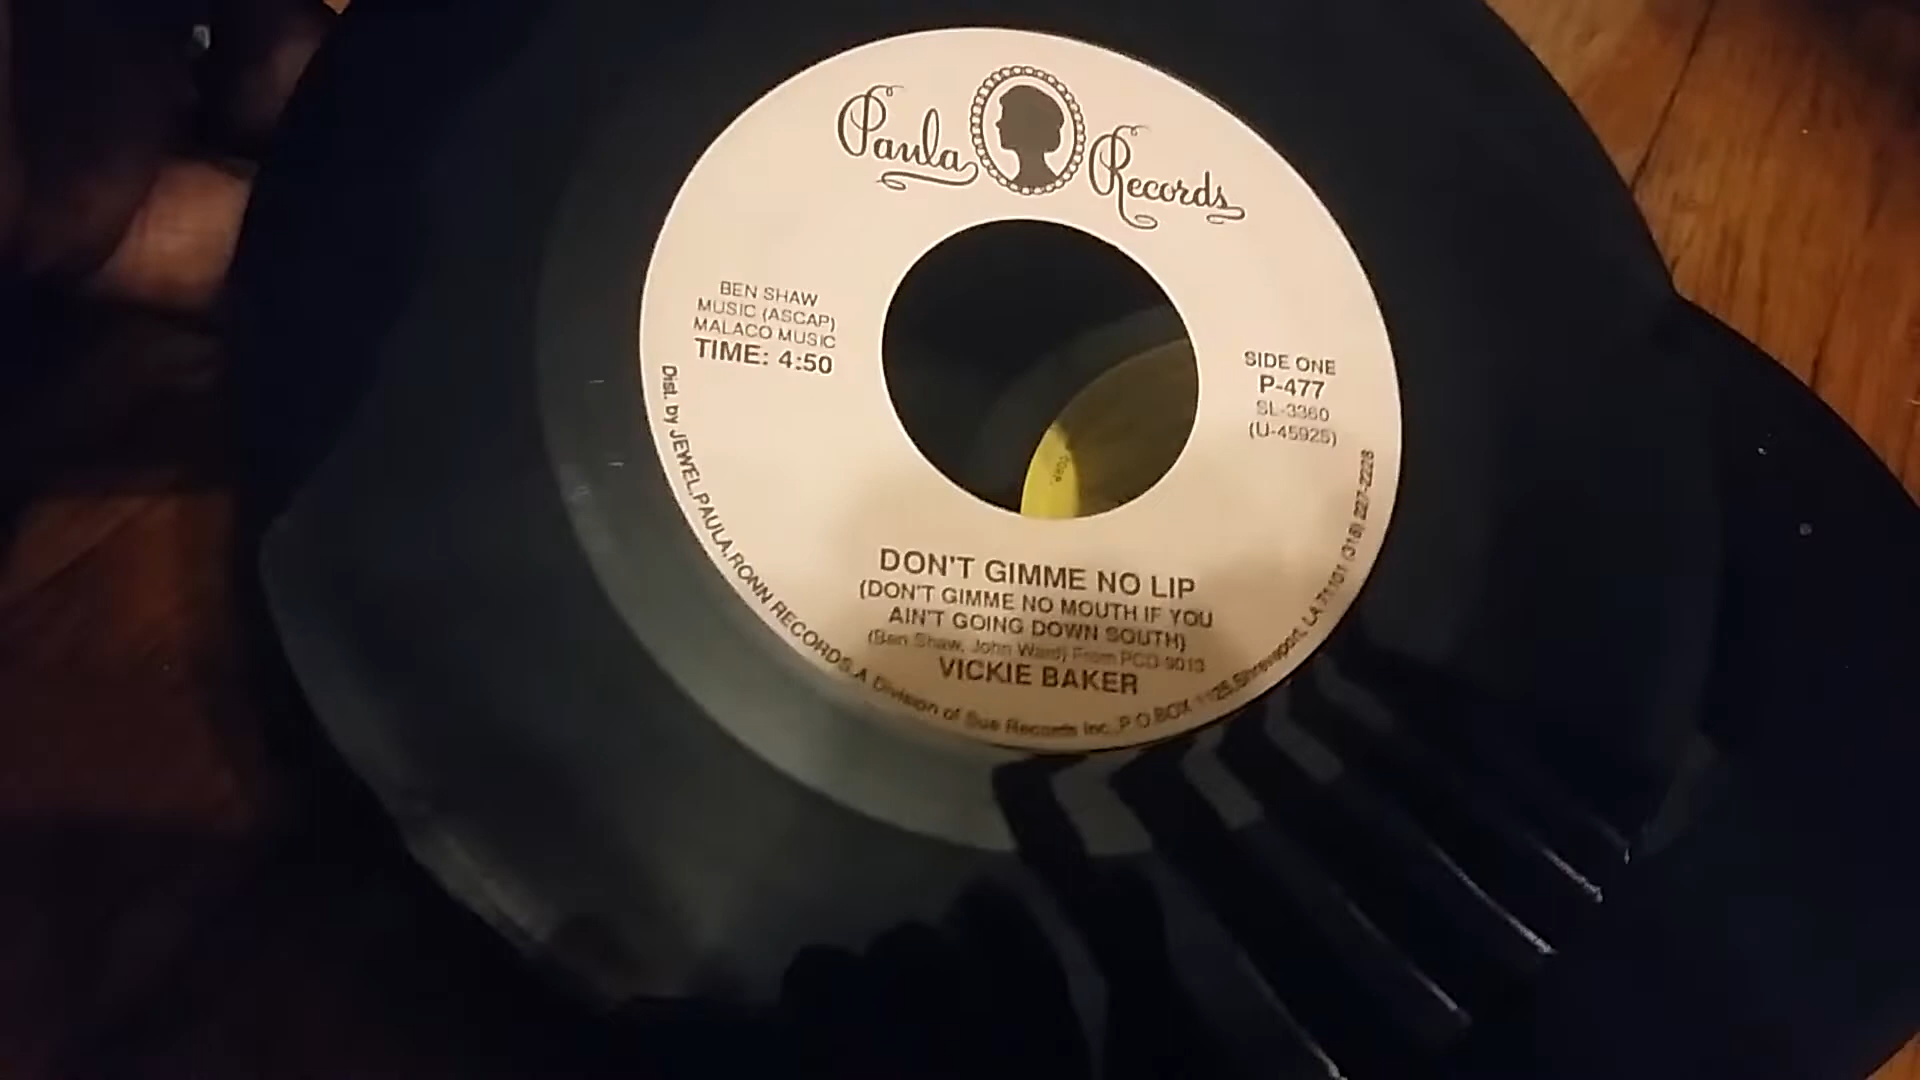 Paula Records
BEN SHAW
MUSIC (ASCAP)
MALACO MUSIC
TIME: 4:50
SIDE ONE
P-477
SL-3360
(U-45925)
DON'T GIMME NO LIP
(DON'T GIMME NO MOUTH IF YOU
AIN'T GOING DOWN SOUTH)
(Ben Shaw, John Ward) From PCD-9013
VICKIE BAKER
Dist. by JEWEL,PAULA,RONN RECORDS.A Division of Sue Records Inc.,P.O.BOX 1125,Shreveport, LA 71101 (318) 227-2228
CORP.